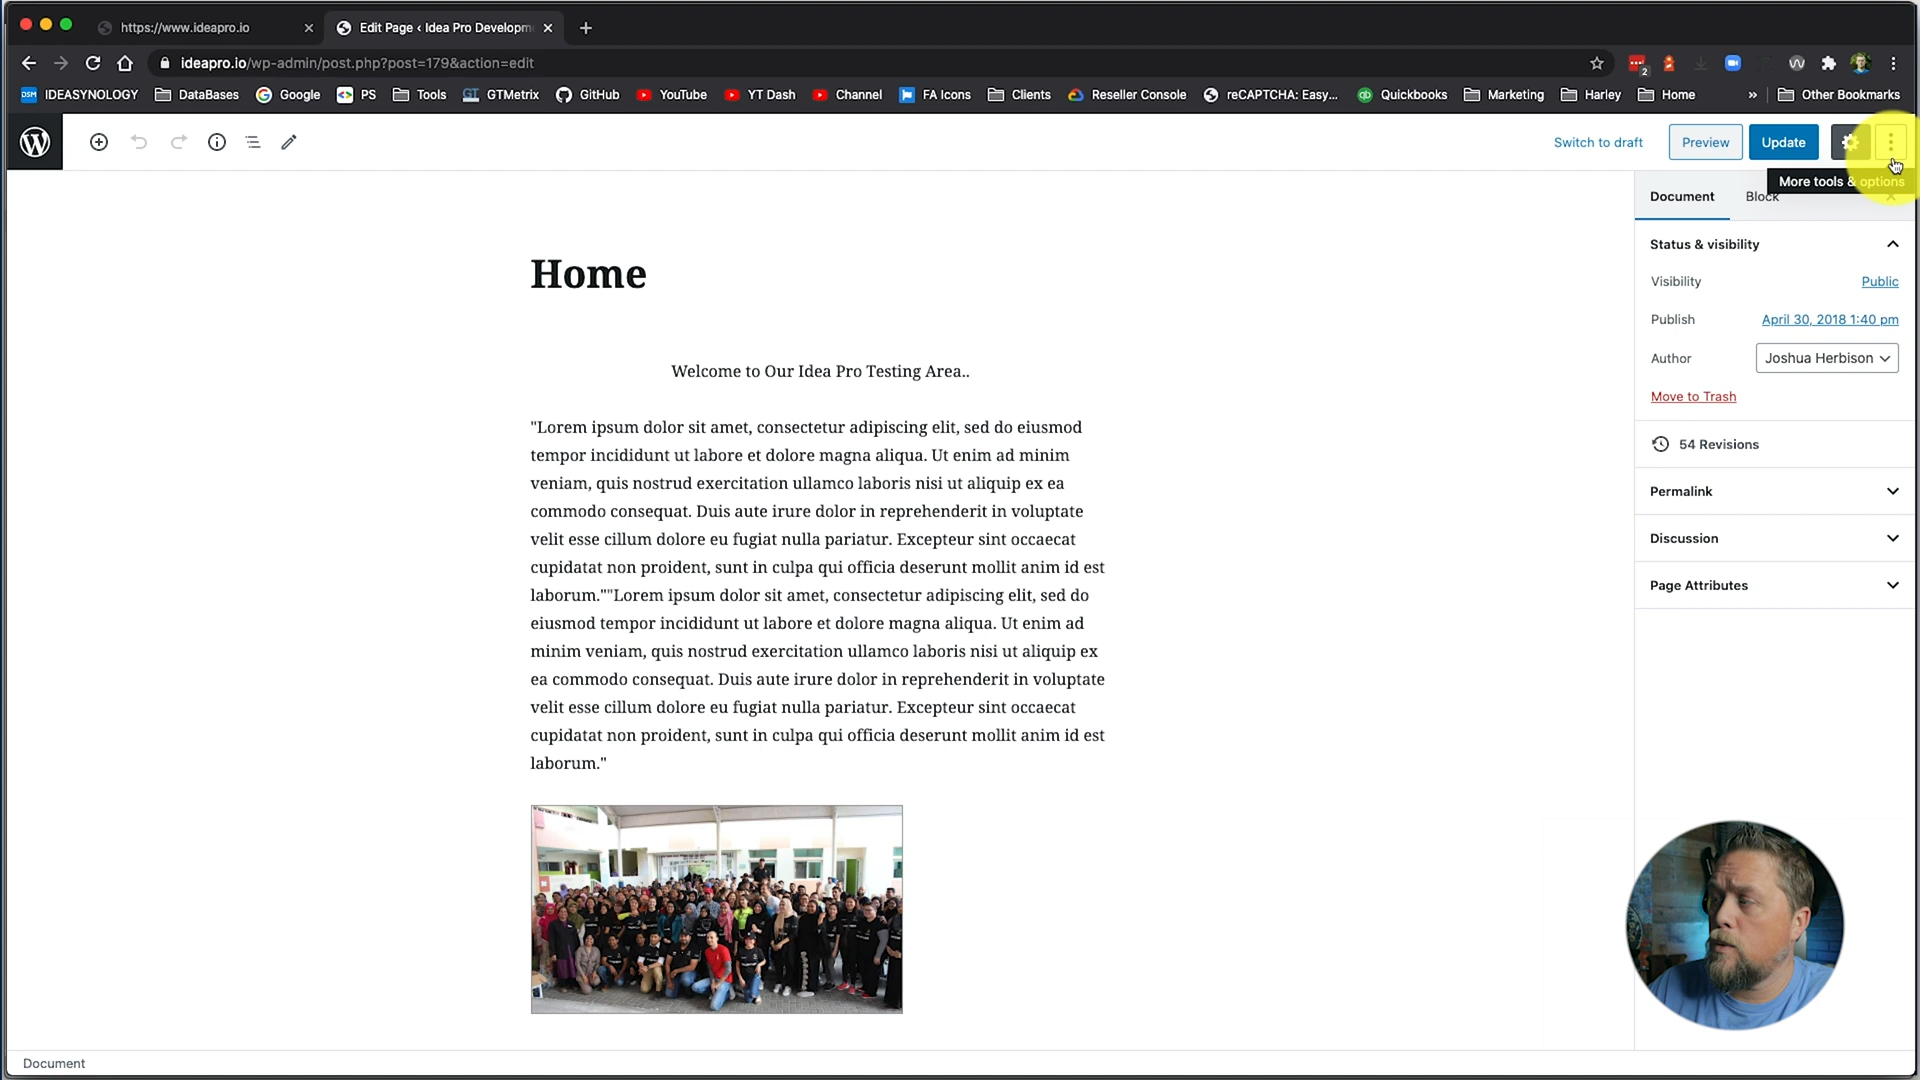 https://www.ideapro.io
Edit Page ‹ Idea Pro Developm
ideapro.io/wp-admin/post.php?post=179&action=edit
2
DSM IDEASYNOLOGY DataBases Google PS Tools GT GTMetrix GitHub YouTube YT Dash Channel FA Icons Clients Reseller Console reCAPTCHA: Easy... qb Quickbooks Marketing Harley Home » Other Bookmarks
Switch to draft Preview Update
More tools & options
Document Block
Status & visibility
Visibility Public
Publish April 30, 2018 1:40 pm
Author Joshua Herbison
Move to Trash
54 Revisions
Permalink
Discussion
Page Attributes
Home
Welcome to Our Idea Pro Testing Area..
"Lorem ipsum dolor sit amet, consectetur adipiscing elit, sed do eiusmod
tempor incididunt ut labore et dolore magna aliqua. Ut enim ad minim
veniam, quis nostrud exercitation ullamco laboris nisi ut aliquip ex ea
commodo consequat. Duis aute irure dolor in reprehenderit in voluptate
velit esse cillum dolore eu fugiat nulla pariatur. Excepteur sint occaecat
cupidatat non proident, sunt in culpa qui officia deserunt mollit anim id est
laborum.""Lorem ipsum dolor sit amet, consectetur adipiscing elit, sed do
eiusmod tempor incididunt ut labore et dolore magna aliqua. Ut enim ad
minim veniam, quis nostrud exercitation ullamco laboris nisi ut aliquip ex
ea commodo consequat. Duis aute irure dolor in reprehenderit in voluptate
velit esse cillum dolore eu fugiat nulla pariatur. Excepteur sint occaecat
cupidatat non proident, sunt in culpa qui officia deserunt mollit anim id est
laborum."
Document